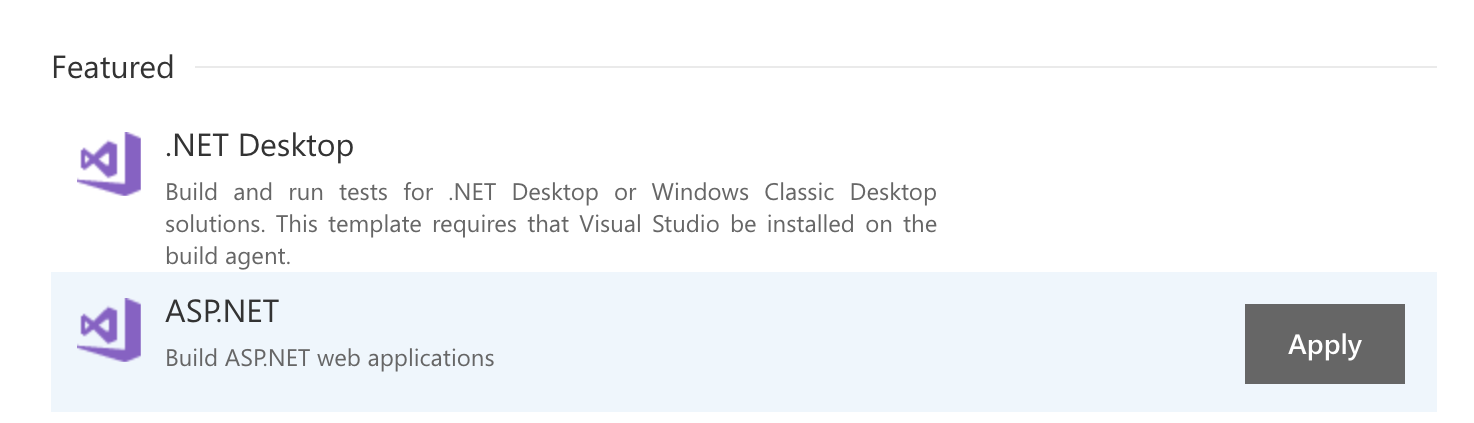 Featured
.NET Desktop
Build and run tests for .NET Desktop or Windows Classic Desktop
solutions. This template requires that Visual Studio be installed on the
build agent.
ASP.NET
Build ASP.NET web applications
Apply